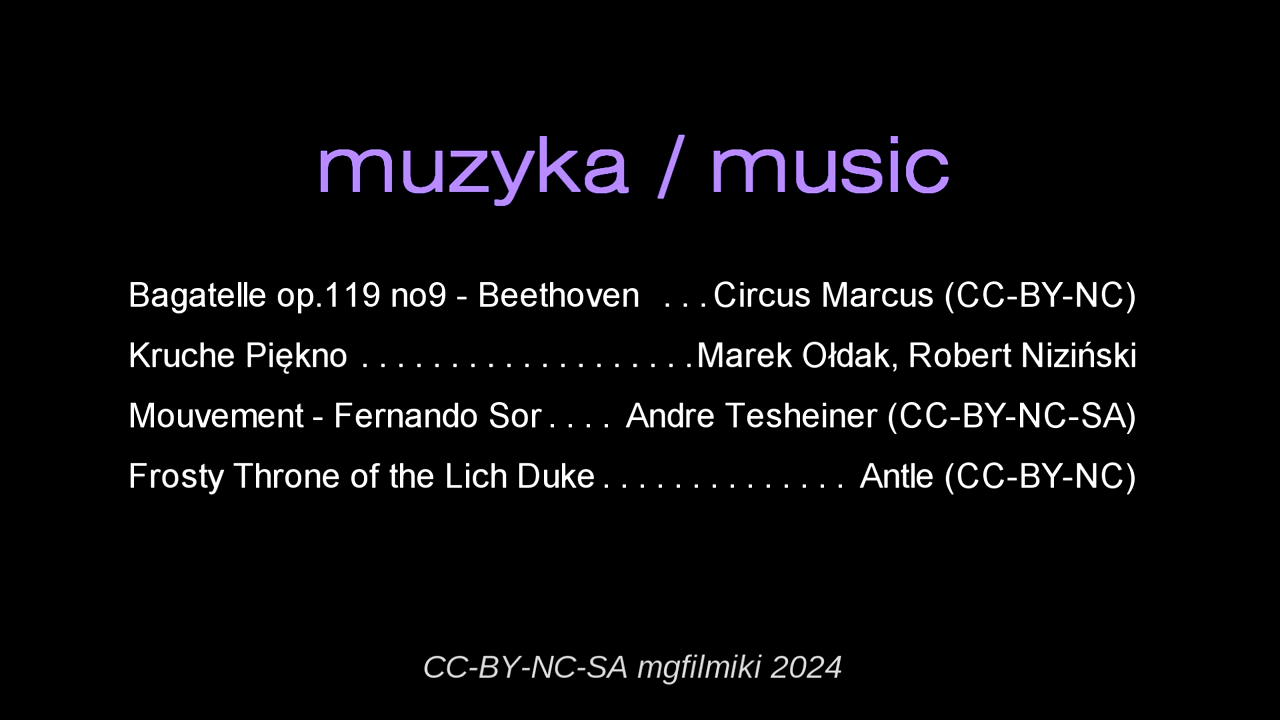 muzyka / music
Bagatelle op.119 no9 - Beethoven . . . Circus Marcus (CC-BY-NC)
Kruche Piękno . . . . . . . . . . . . . . . . . . . Marek Ołdak, Robert Niziński
Mouvement - Fernando Sor . . . . Andre Tesheiner (CC-BY-NC-SA)
Frosty Throne of the Lich Duke . . . . . . . . . . . . . . Antle (CC-BY-NC)
CC-BY-NC-SA mgfilmiki 2024